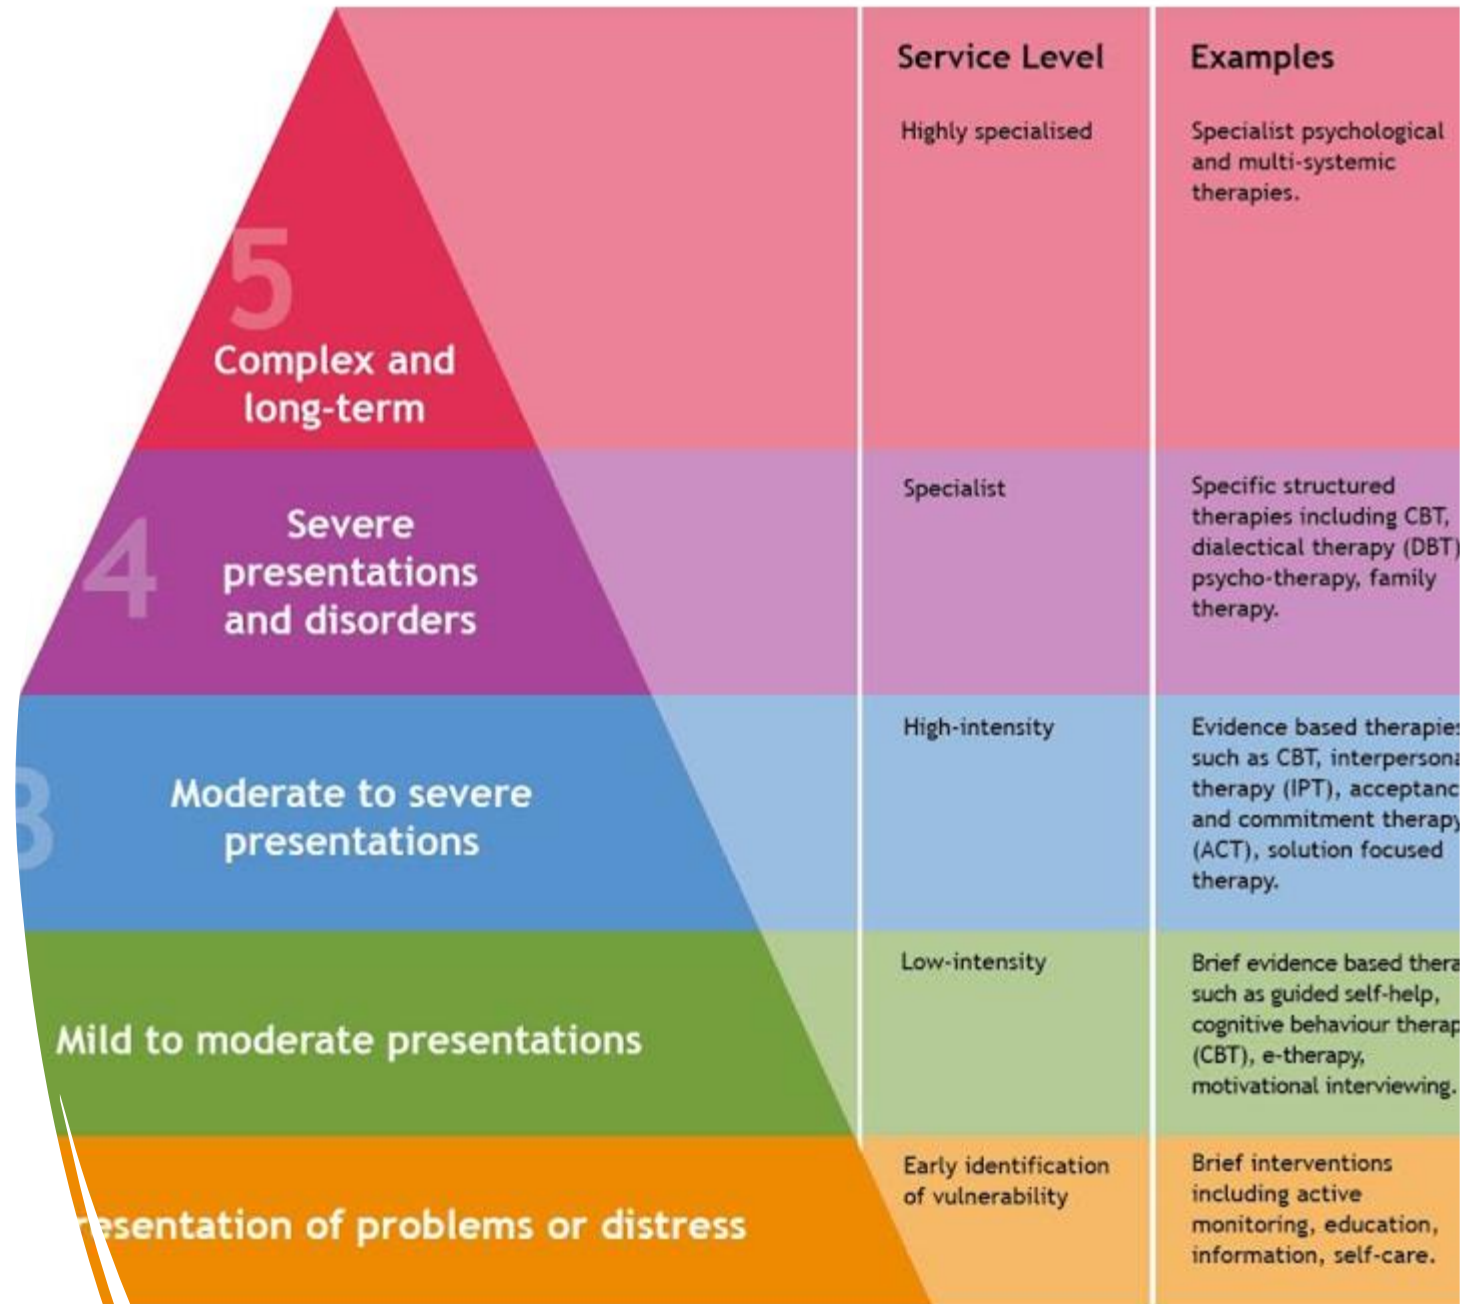 Service Level
Examples
Highly specialised
Specialist psychological
and multi-systemic
therapies.
5
Complex and
long-term
Specialist
Specific structured
therapies including CBT,
dialectical therapy (DBT)
psycho-therapy, family
therapy.
4
Severe
presentations
and disorders
High-intensity
Evidence based
such as CBT,
therapy (IPT),
and commitment therapy
(ACT), solution focused
therapy.
3
Moderate to severe
presentations
Low-intensity
Brief evidence based
such as guided self-help,
cognitive behaviour
(CBT), e-therapy,
motivational interviewing.
Mild to moderate presentations
Early identification
of vulnerability
Brief interventions
including active
monitoring, education,
information, self-care.
of problems or distress